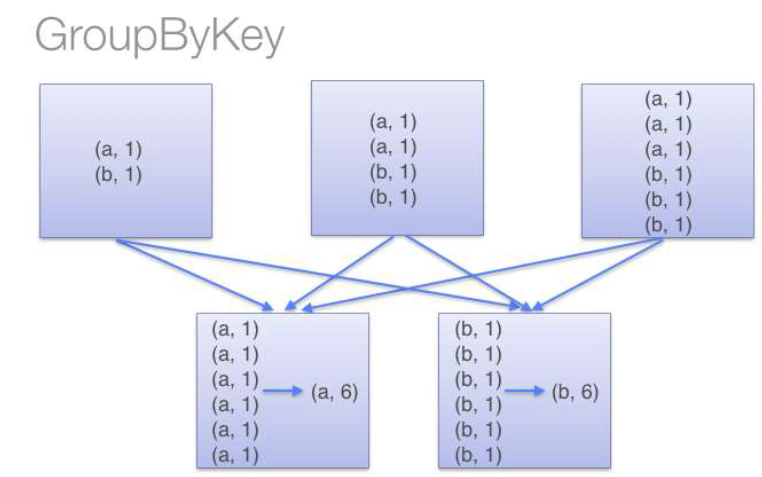 GroupByKey
(a, 1)
(b, 1)
(a, 1)
(a, 1)
(b, 1)
(b, 1)
(a, 1)
(a, 1)
(a, 1)
(b, 1)
(b, 1)
(b, 1)
(a, 1)
(a, 1)
(a, 1)
(a, 1)
(a, 1)
(a, 1)
(a, 6)
(b, 1)
(b, 1)
(b, 1)
(b, 1)
(b, 1)
(b, 1)
(b, 6)